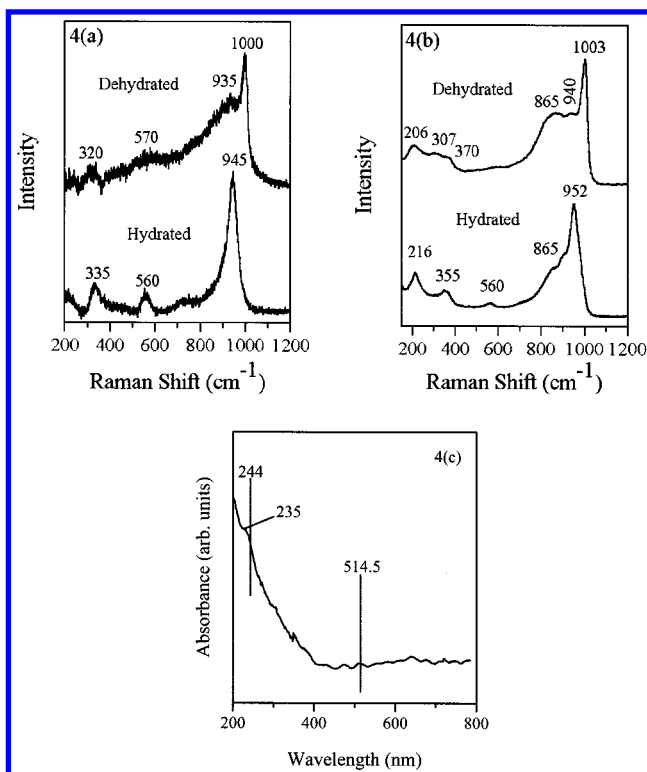 4(a)
1000
935
Dehydrated
570
320
945
Hydrated
335
560
Intensity
200 400 600 800 1000 1200
Raman Shift (cm-1)
4(b)
1003
940
Dehydrated
865
206
307
370
952
Hydrated
865
216
355
560
Intensity
200 400 600 800 1000 1200
Raman Shift (cm-1)
4(c)
244
235
514.5
Absorbance (arb. units)
200 400 600 800
Wavelength (nm)